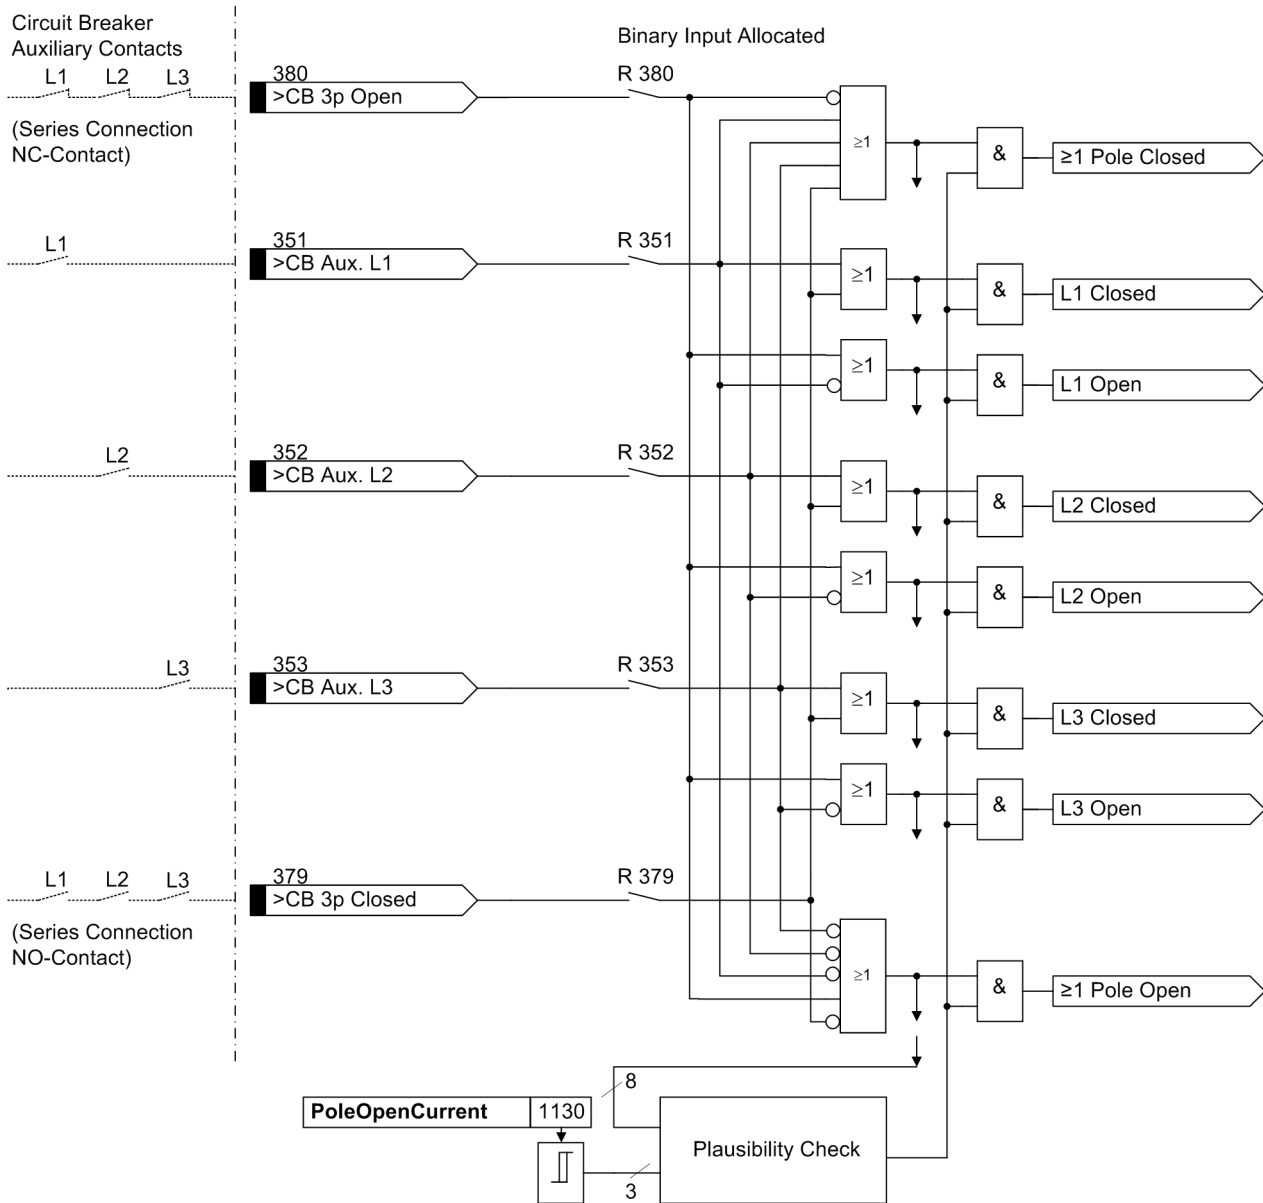 Circuit Breaker
Auxiliary Contacts
Binary Input Allocated
L1 L2 L3
380
>CB 3p Open
R 380
(Series Connection
NC-Contact)
≥1
&
≥1 Pole Closed
L1
351
>CB Aux. L1
R 351
≥1
&
L1 Closed
≥1
&
L1 Open
L2
352
>CB Aux. L2
R 352
≥1
&
L2 Closed
≥1
&
L2 Open
L3
353
>CB Aux. L3
R 353
≥1
&
L3 Closed
≥1
&
L3 Open
L1 L2 L3
379
>CB 3p Closed
R 379
(Series Connection
NO-Contact)
≥1
&
≥1 Pole Open
8
PoleOpenCurrent 1130
Plausibility Check
3